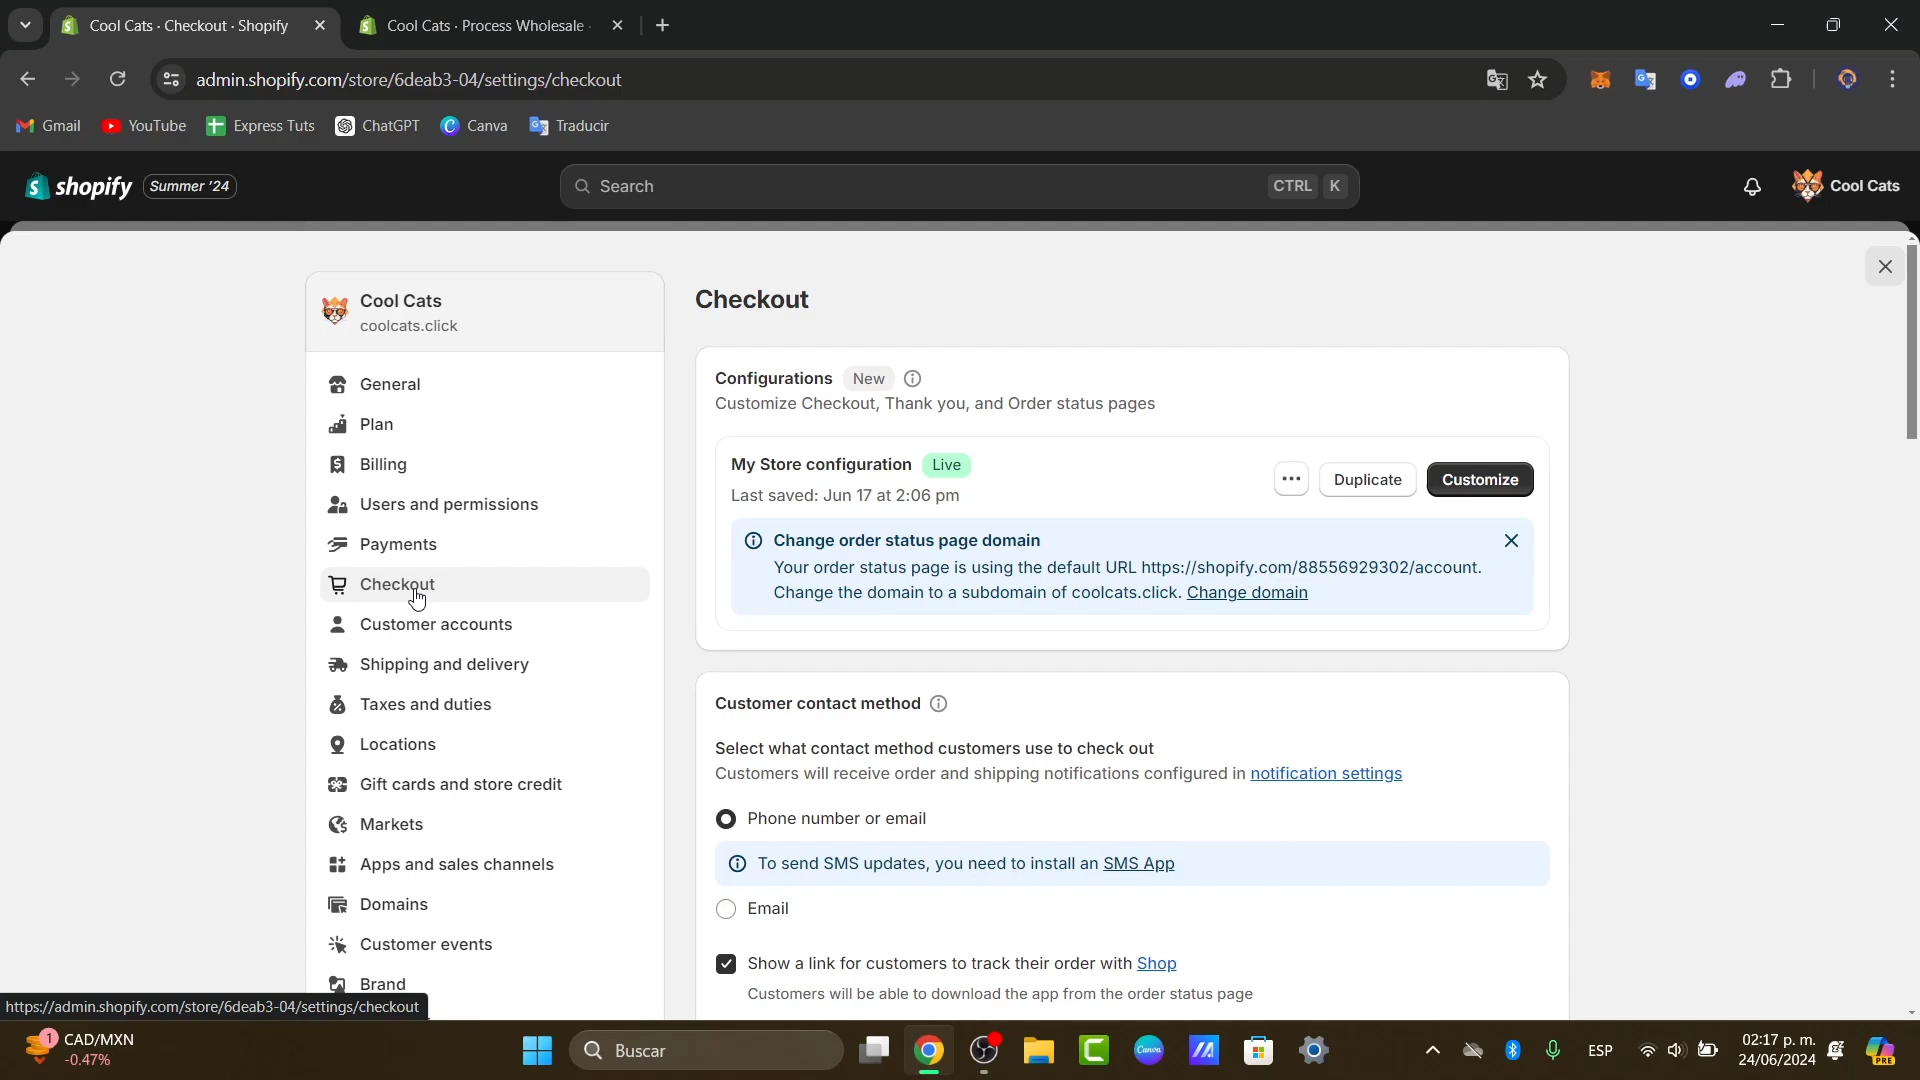 Cool Cats · Checkout · Shopify
Cool Cats · Process Wholesale
admin.shopify.com/store/6deab3-04/settings/checkout
Gmail
YouTube
Express Tuts
ChatGPT
Canva
Traducir
shopify
Summer '24
Search
CTRL K
Cool Cats
Cool Cats
coolcats.click
General
Plan
Billing
Users and permissions
Payments
Checkout
Customer accounts
Shipping and delivery
Taxes and duties
Locations
Gift cards and store credit
Markets
Apps and sales channels
Domains
Customer events
Brand
https://admin.shopify.com/store/6deab3-04/settings/checkout
Checkout
Configurations New
Customize Checkout, Thank you, and Order status pages
My Store configuration Live
Last saved: Jun 17 at 2:06 pm
Duplicate
Customize
Change order status page domain
Your order status page is using the default URL https://shopify.com/88556929302/account.
Change the domain to a subdomain of coolcats.click. Change domain
Customer contact method
Select what contact method customers use to check out
Customers will receive order and shipping notifications configured in notification settings
Phone number or email
To send SMS updates, you need to install an SMS App
Email
Show a link for customers to track their order with Shop
Customers will be able to download the app from the order status page
1
CAD/MXN
-0.47%
Buscar
Canva
ESP
02:17 p. m.
24/06/2024
PRE